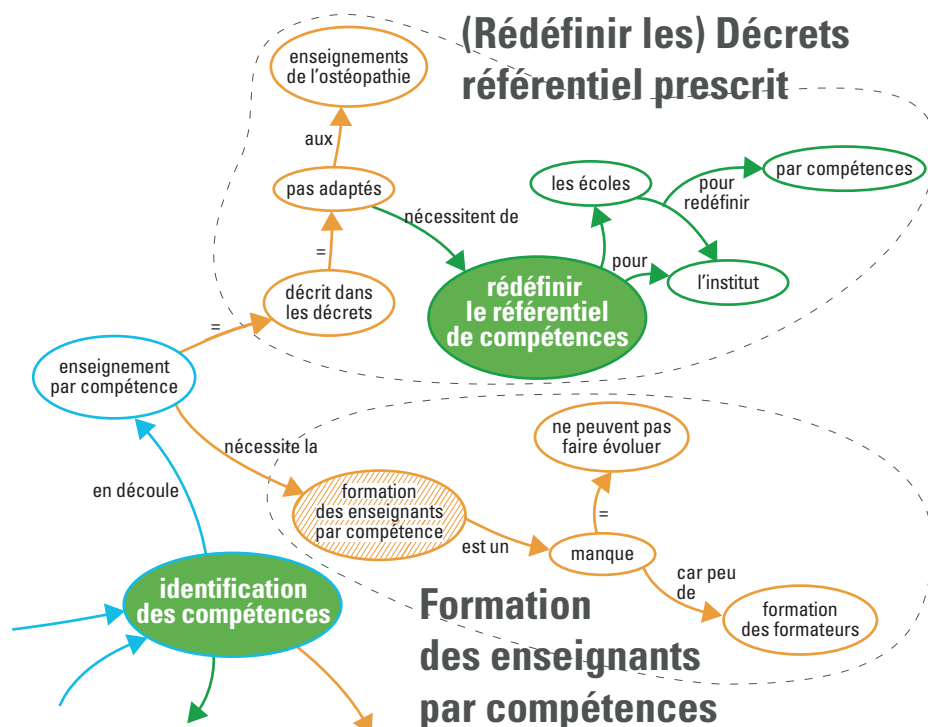 (Rédéfinir les) Décrets
référentiel prescrit
enseignements
de l'ostéopathie
aux
pas adaptés
les écoles
pour
redéfinir
par compétences
nécessitent de
=
pour
l'institut
rédéfinir
le référentiel
de compétences
décrit dans
les décrets
=
enseignement
par compétence
ne peuvent pas
faire évoluer
nécessite la
en découle
formation
des enseignants
par compétence
=
est un
manque
car peu
de
identification
des compétences
formation
des formateurs
Formation
des enseignants
par compétences